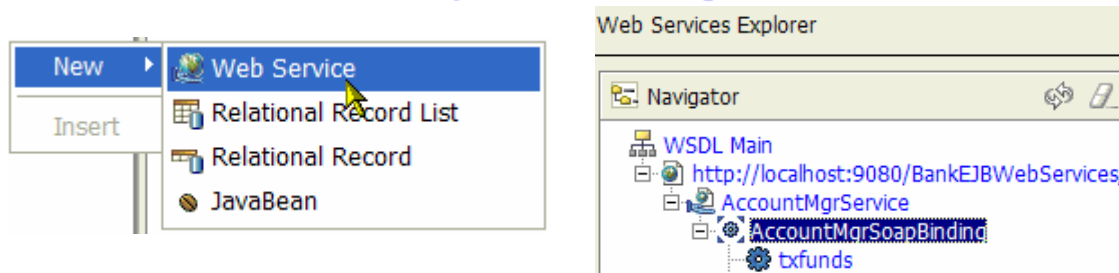 New
Web Service
Relational Record List
Insert
Relational Record
JavaBean
Web Services Explorer
Navigator
WSDL Main
http://localhost:9080/BankEJBWebServices
AccountMgrService
AccountMgrSoapBinding
txfunds